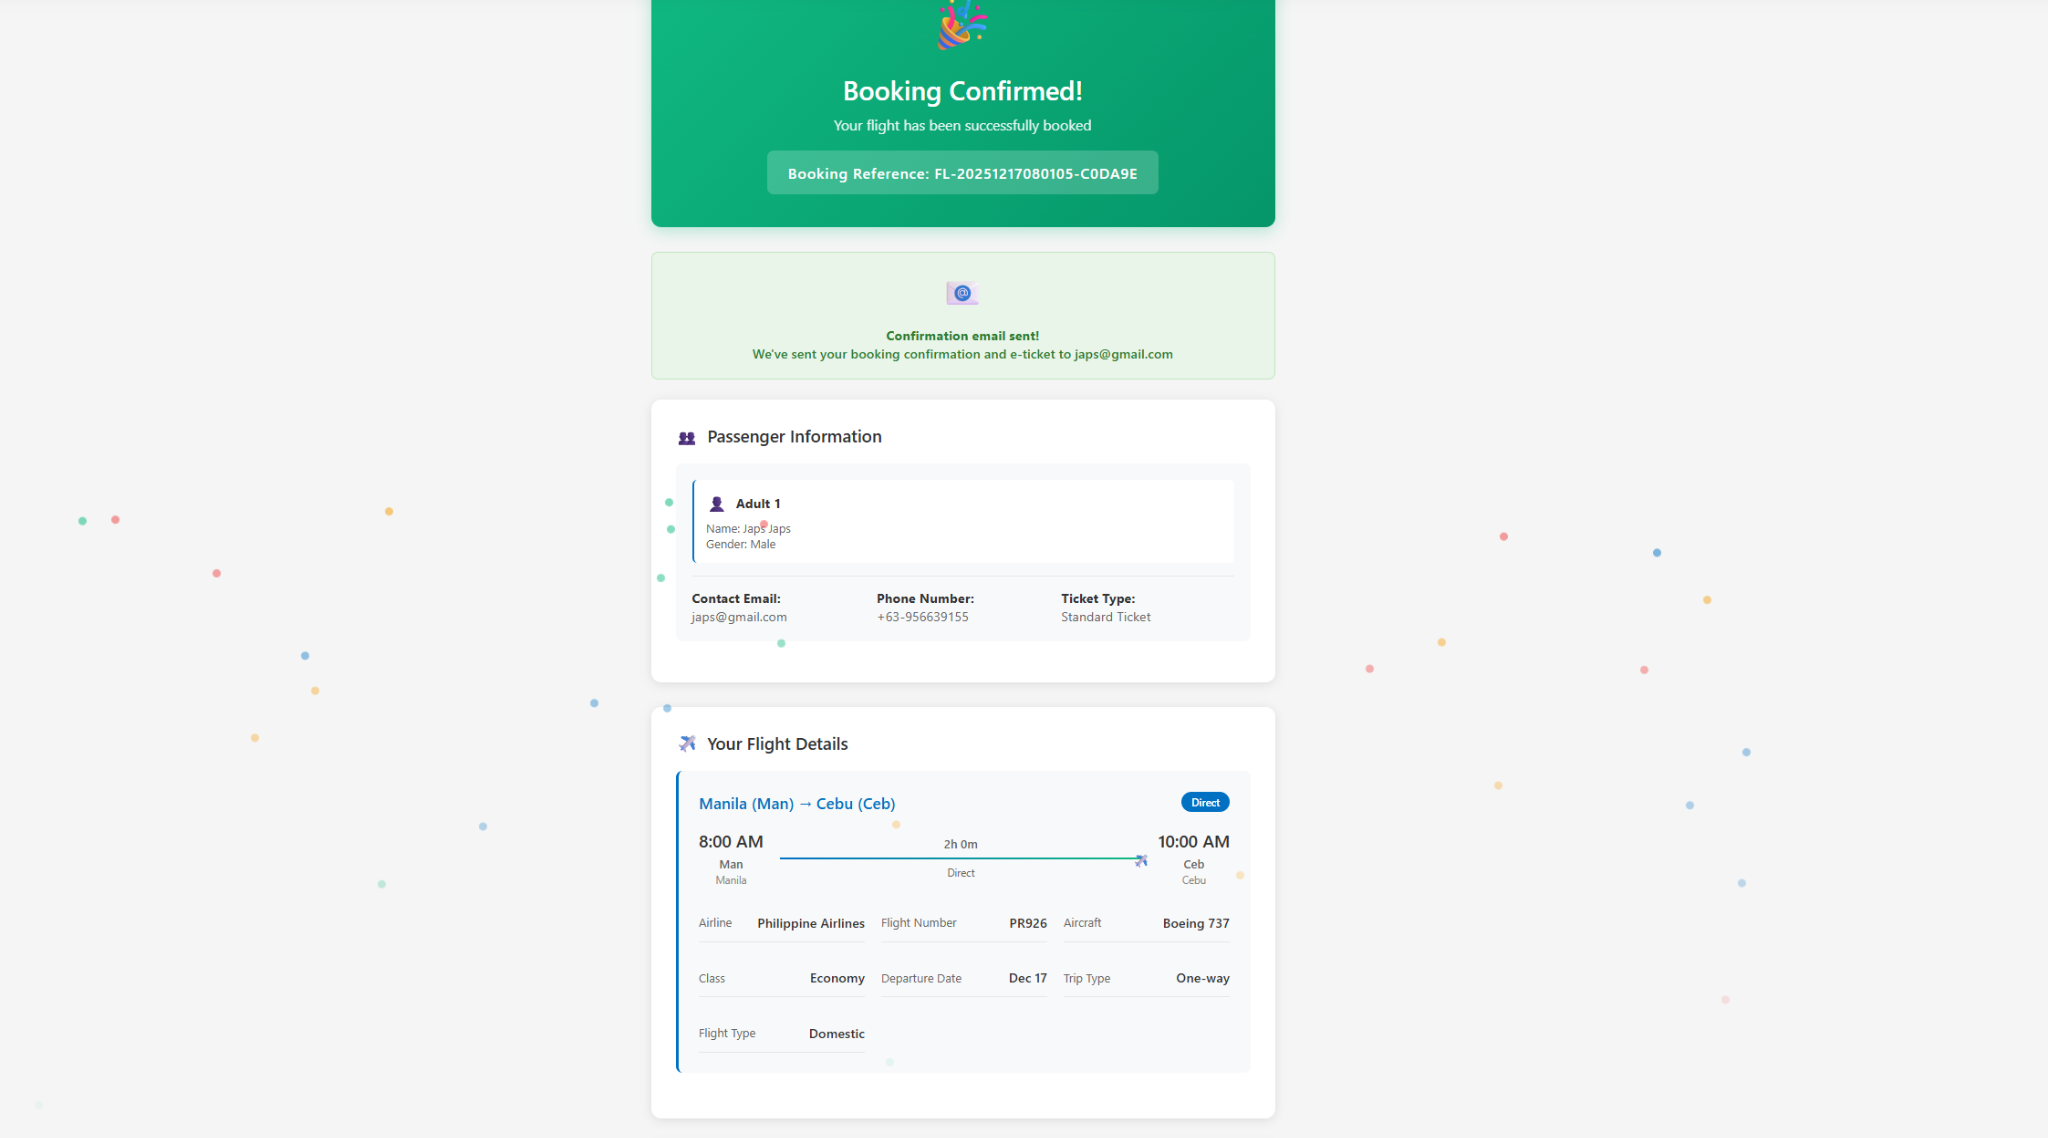 Booking Confirmed!
Your flight has been successfully booked
Booking Reference: FL-20251217080105-C0DA9E
@
Confirmation email sent!
We've sent your booking confirmation and e-ticket to japs@gmail.com
Passenger Information
Adult 1
Name: Japs Japs
Gender: Male
Contact Email: Phone Number: Ticket Type:
japs@gmail.com +63-956639155 Standard Ticket
Your Flight Details
Manila (Man) → Cebu (Ceb) Direct
8:00 AM 2h 0m 10:00 AM
Man Direct Ceb
Manila Cebu
Airline Philippine Airlines Flight Number PR926 Aircraft Boeing 737
Class Economy Departure Date Dec 17 Trip Type One-way
Flight Type Domestic